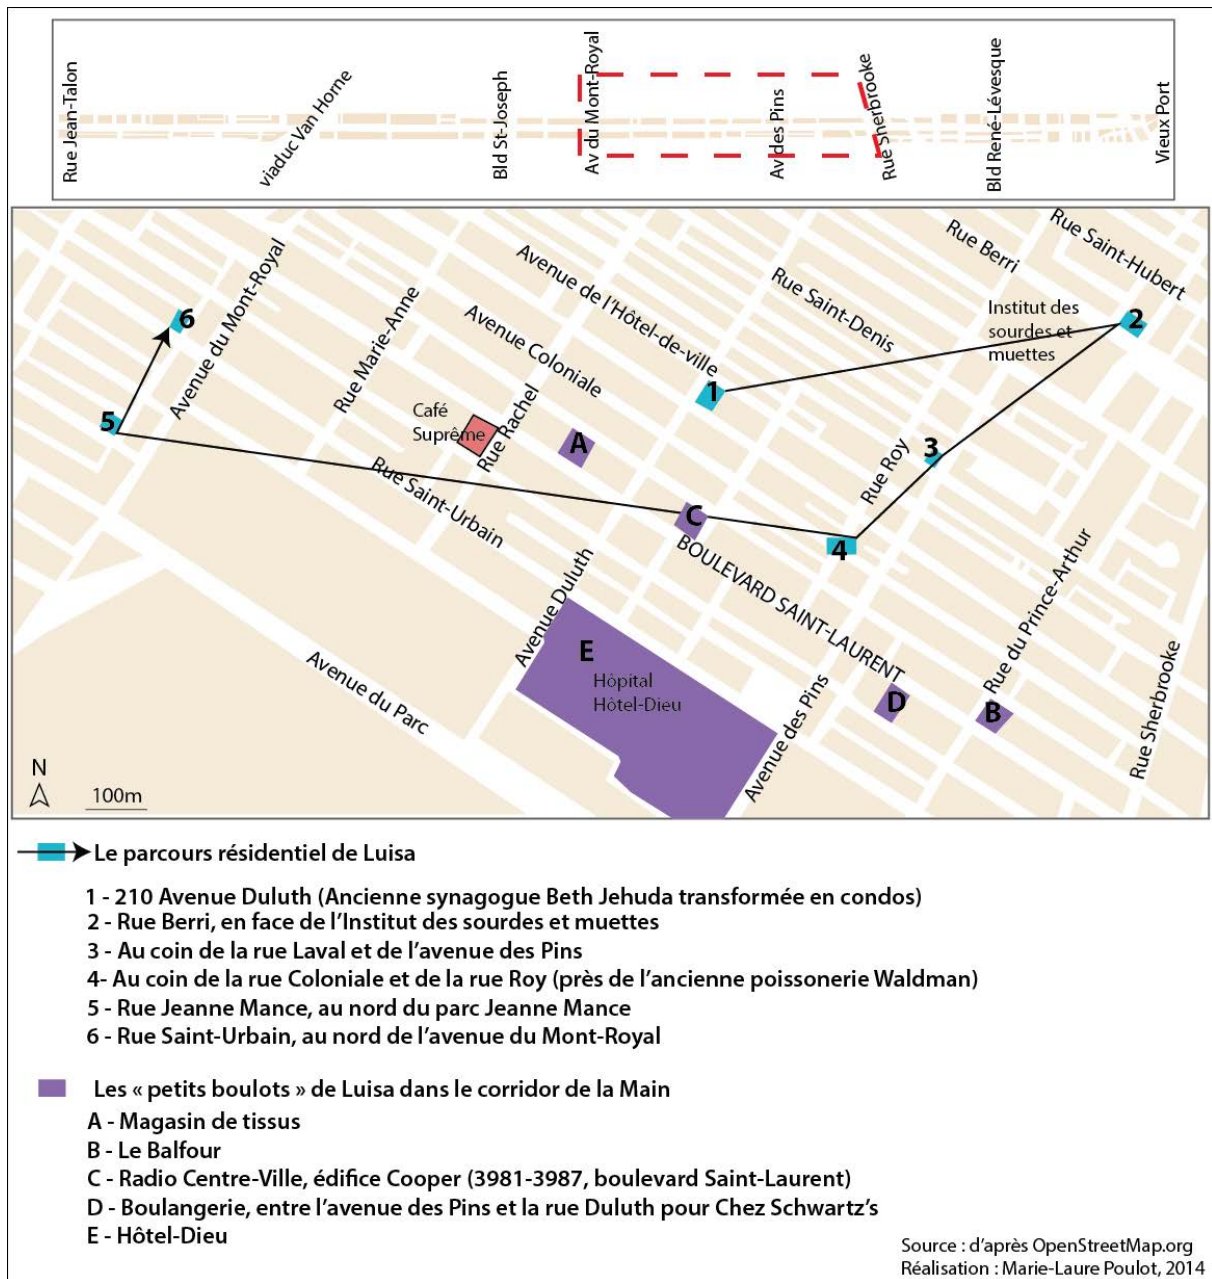 Rue Jean-Talon
viaduc Van Horne
Bld St-Joseph
Av du Mont-Royal
Av des Pins
Rue Sherbrooke
Bld René-Lévesque
Vieux Port
Rue Berri
Rue Saint-Hubert
Avenue de l'Hôtel-de-ville
Rue Saint-Denis
Institut des
sourdes et
muettes
2
6
Avenue du Mont-Royal
Rue Marie-Anne
Avenue Coloniale
1
5
Café
Suprême
Rue Rachel
A
Rue Roy
3
Rue Saint-Urbain
C
4
BOULEVARD SAINT-LAURENT
Avenue Duluth
Rue du Prince-Arthur
E
Hôpital
Hôtel-Dieu
Avenue du Parc
Avenue des Pins
D
B
Rue Sherbrooke
N
100m
Le parcours résidentiel de Luisa
1 - 210 Avenue Duluth (Ancienne synagogue Beth Jehuda transformée en condos)
2 - Rue Berri, en face de l'Institut des sourdes et muettes
3 - Au coin de la rue Laval et de l'avenue des Pins
4- Au coin de la rue Coloniale et de la rue Roy (près de l'ancienne poissonerie Waldman)
5 - Rue Jeanne Mance, au nord du parc Jeanne Mance
6 - Rue Saint-Urbain, au nord de l'avenue du Mont-Royal
Les « petits boulots » de Luisa dans le corridor de la Main
A - Magasin de tissus
B - Le Balfour
C - Radio Centre-Ville, édifice Cooper (3981-3987, boulevard Saint-Laurent)
D - Boulangerie, entre l'avenue des Pins et la rue Duluth pour Chez Schwartz's
E - Hôtel-Dieu
Source : d'après OpenStreetMap.org
Réalisation : Marie-Laure Poulot, 2014